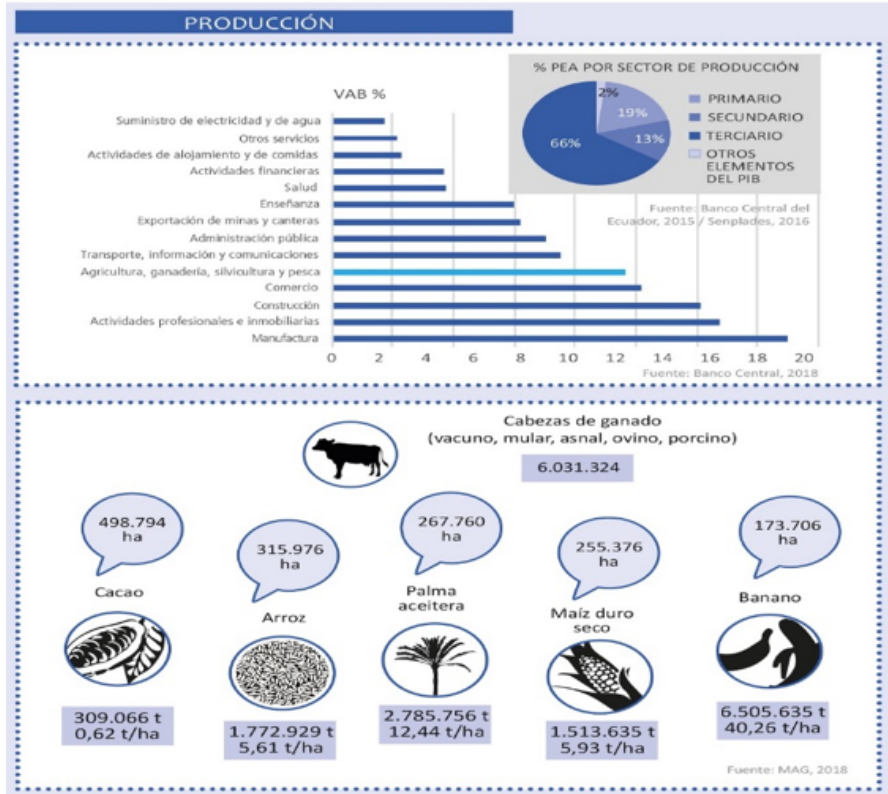 PRODUCCIÓN
% PEA POR SECTOR DE PRODUCCIÓN
2%
19%
13%
66%
PRIMARIO
SECUNDARIO
TERCIARIO
OTROS
ELEMENTOS
DEL PIB
Fuente: Banco Central del
Ecuador, 2015 / Senplades, 2016
VAB %
Suministro de electricidad y de agua
Otros servicios
Actividades de alojamiento y de comidas
Actividades financieras
Salud
Enseñanza
Exportación de minas y canteras
Administración pública
Transporte, información y comunicaciones
Agricultura, ganadería, silvicultura y pesca
Comercio
Construcción
Actividades profesionales e inmobiliarias
Manufactura
0 2 4 6 8 10 12 14 16 18 20
Fuente: Banco Central, 2018
Cabezas de ganado
(vacuno, mular, asnal, ovino, porcino)
6.031.324
498.794
ha
Cacao
309.066 t
0,62 t/ha
315.976
ha
Arroz
1.772.929 t
5,61 t/ha
267.760
ha
Palma
aceitera
2.785.756 t
12,44 t/ha
255.376
ha
Maíz duro
seco
1.513.635 t
5,93 t/ha
173.706
ha
Banano
6.505.635 t
40,26 t/ha
Fuente: MAG, 2018